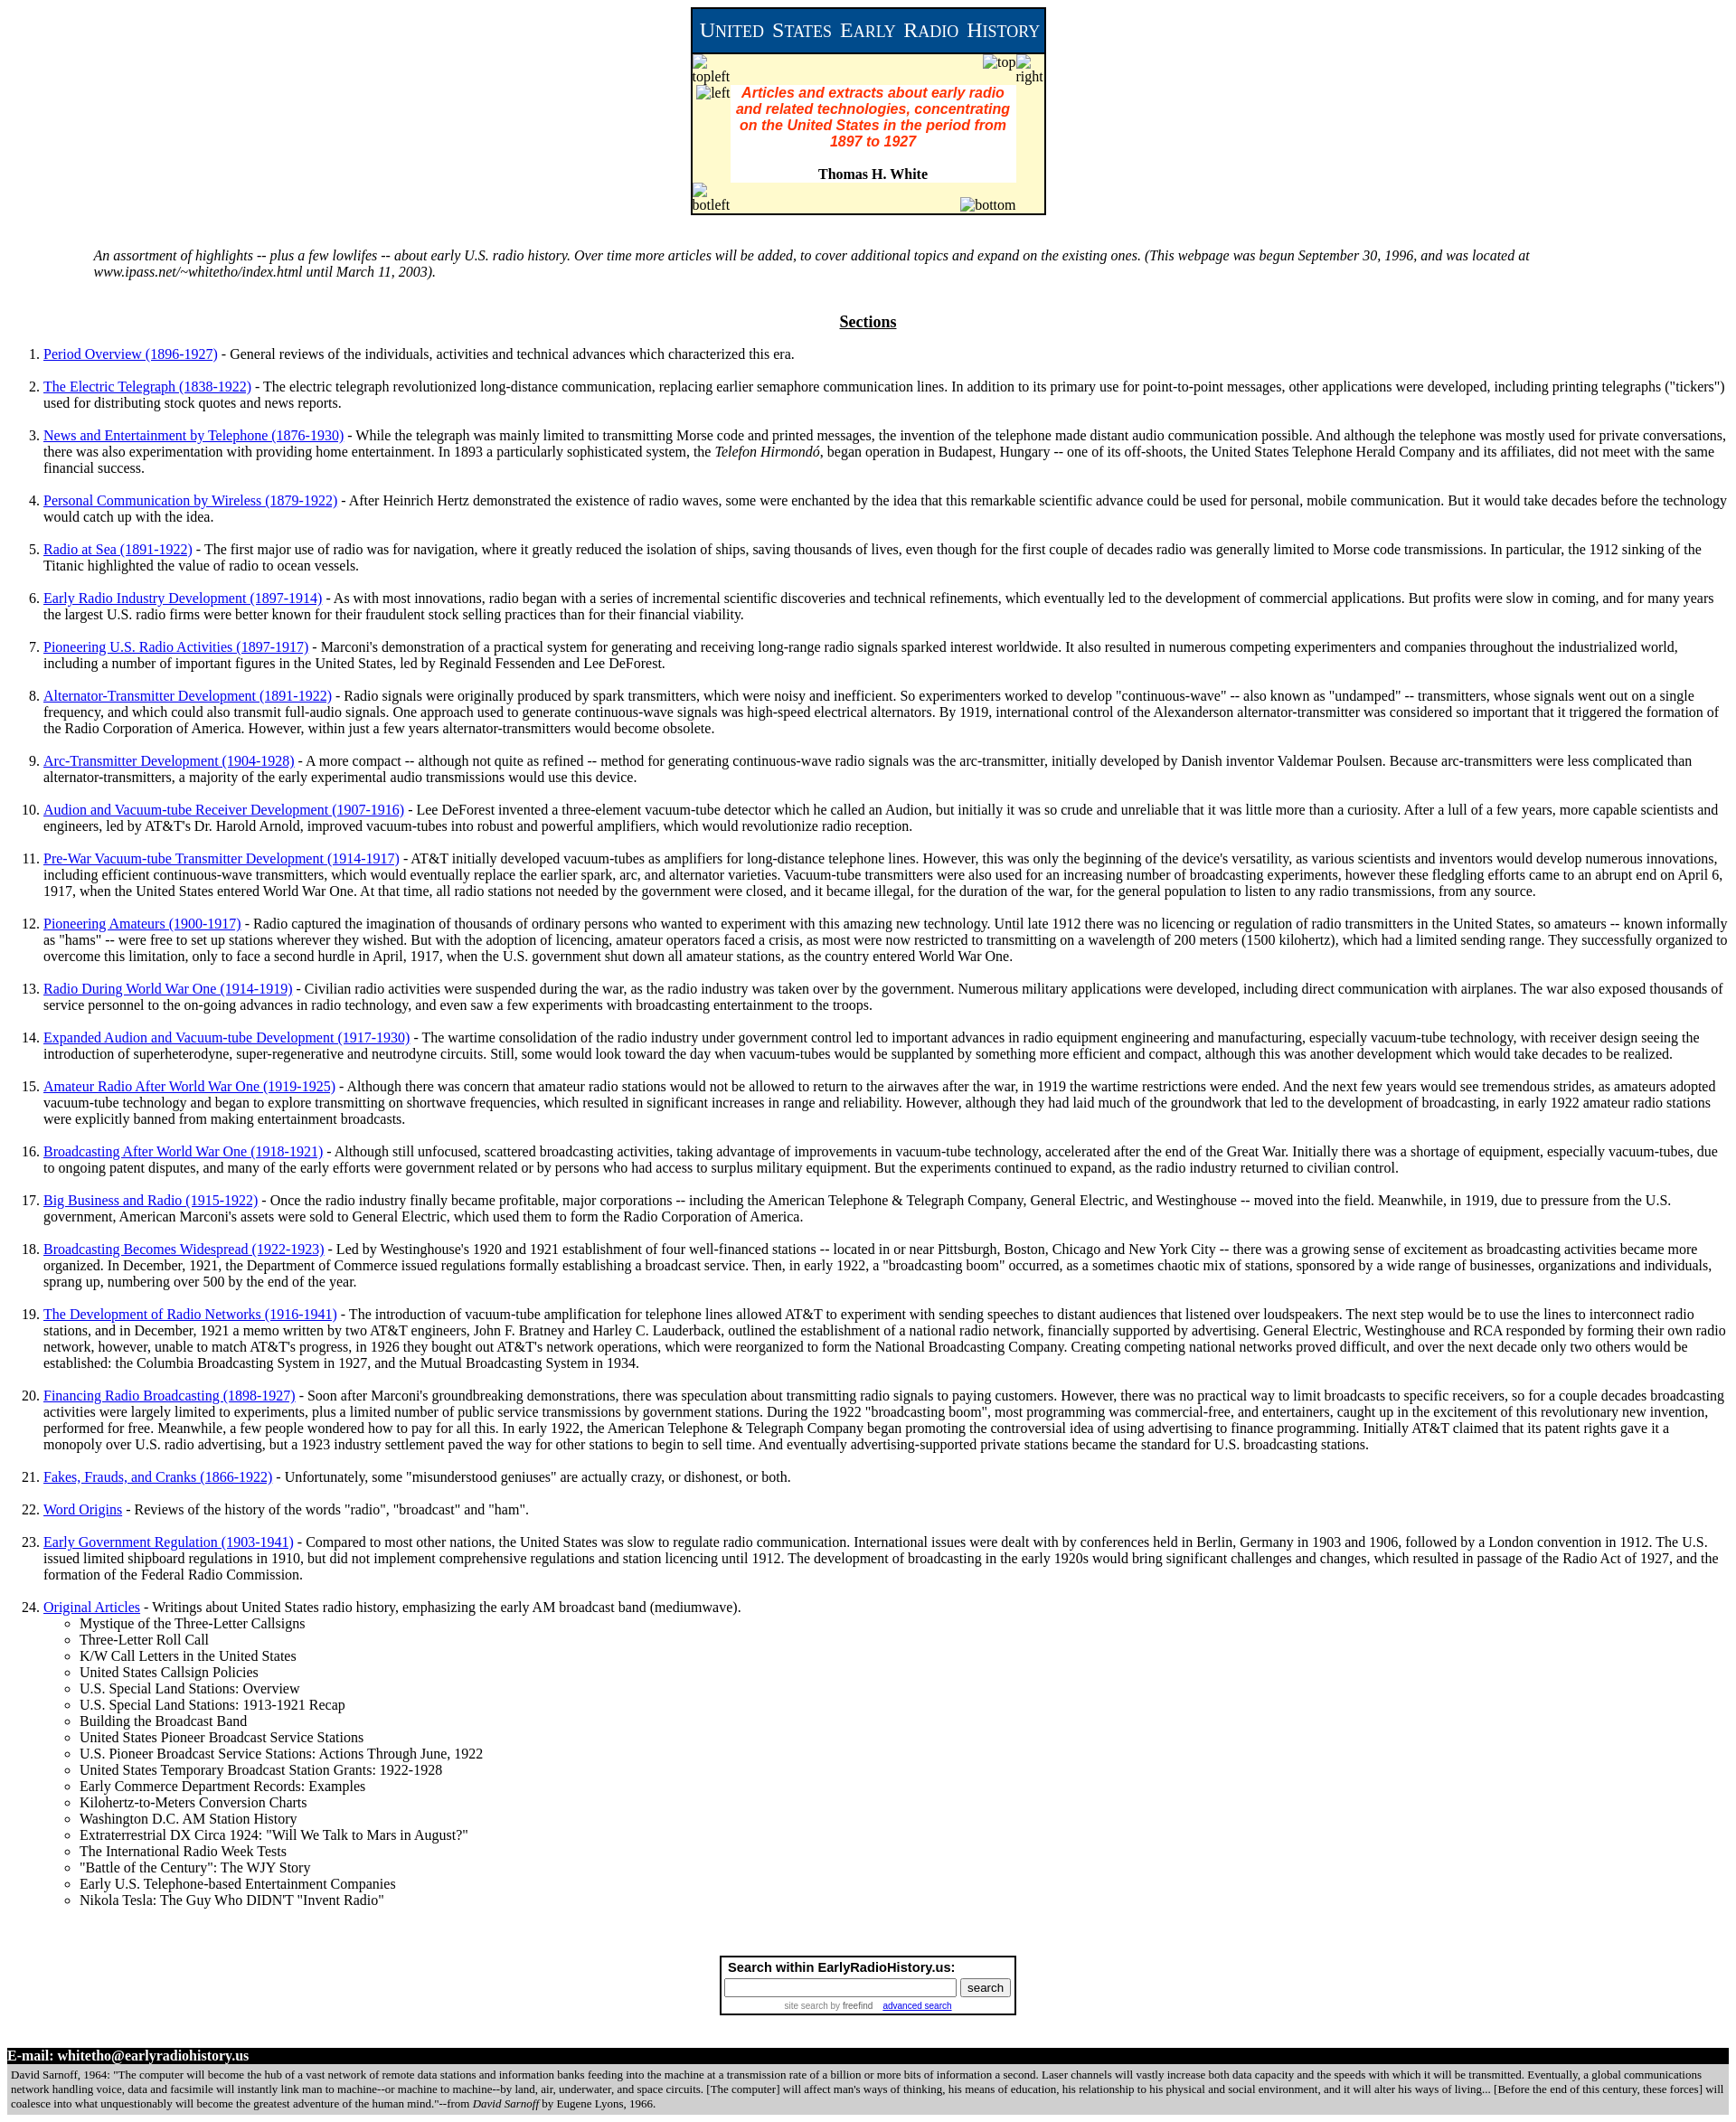 United States Early Radio History
topleft
top
right
left
Articles and extracts about early radio
and related technologies, concentrating
on the United States in the period from
1897 to 1927
Thomas H. White
botleft
bottom
An assortment of highlights -- plus a few lowlifes -- about early U.S. radio history. Over time more articles will be added, to cover additional topics and expand on the existing ones. (This webpage was begun September 30, 1996, and was located at
www.ipass.net/~whitetho/index.html until March 11, 2003).
Sections
1. Period Overview (1896-1927) - General reviews of the individuals, activities and technical advances which characterized this era.
2. The Electric Telegraph (1838-1922) - The electric telegraph revolutionized long-distance communication, replacing earlier semaphore communication lines. In addition to its primary use for point-to-point messages, other applications were developed, including printing telegraphs ("tickers")
used for distributing stock quotes and news reports.
3. News and Entertainment by Telephone (1876-1930) - While the telegraph was mainly limited to transmitting Morse code and printed messages, the invention of the telephone made distant audio communication possible. And although the telephone was mostly used for private conversations,
there was also experimentation with providing home entertainment. In 1893 a particularly sophisticated system, the Telefon Hirmondó, began operation in Budapest, Hungary -- one of its off-shoots, the United States Telephone Herald Company and its affiliates, did not meet with the same
financial success.
4. Personal Communication by Wireless (1879-1922) - After Heinrich Hertz demonstrated the existence of radio waves, some were enchanted by the idea that this remarkable scientific advance could be used for personal, mobile communication. But it would take decades before the technology
would catch up with the idea.
5. Radio at Sea (1891-1922) - The first major use of radio was for navigation, where it greatly reduced the isolation of ships, saving thousands of lives, even though for the first couple of decades radio was generally limited to Morse code transmissions. In particular, the 1912 sinking of the
Titanic highlighted the value of radio to ocean vessels.
6. Early Radio Industry Development (1897-1914) - As with most innovations, radio began with a series of incremental scientific discoveries and technical refinements, which eventually led to the development of commercial applications. But profits were slow in coming, and for many years
the largest U.S. radio firms were better known for their fraudulent stock selling practices than for their financial viability.
7. Pioneering U.S. Radio Activities (1897-1917) - Marconi's demonstration of a practical system for generating and receiving long-range radio signals sparked interest worldwide. It also resulted in numerous competing experimenters and companies throughout the industrialized world,
including a number of important figures in the United States, led by Reginald Fessenden and Lee DeForest.
8. Alternator-Transmitter Development (1891-1922) - Radio signals were originally produced by spark transmitters, which were noisy and inefficient. So experimenters worked to develop "continuous-wave" -- also known as "undamped" -- transmitters, whose signals went out on a single
frequency, and which could also transmit full-audio signals. One approach used to generate continuous-wave signals was high-speed electrical alternators. By 1919, international control of the Alexanderson alternator-transmitter was considered so important that it triggered the formation of
the Radio Corporation of America. However, within just a few years alternator-transmitters would become obsolete.
9. Arc-Transmitter Development (1904-1928) - A more compact -- although not quite as refined -- method for generating continuous-wave radio signals was the arc-transmitter, initially developed by Danish inventor Valdemar Poulsen. Because arc-transmitters were less complicated than
alternator-transmitters, a majority of the early experimental audio transmissions would use this device.
10. Audion and Vacuum-tube Receiver Development (1907-1916) - Lee DeForest invented a three-element vacuum-tube detector which he called an Audion, but initially it was so crude and unreliable that it was little more than a curiosity. After a lull of a few years, more capable scientists and
engineers, led by AT&T's Dr. Harold Arnold, improved vacuum-tubes into robust and powerful amplifiers, which would revolutionize radio reception.
11. Pre-War Vacuum-tube Transmitter Development (1914-1917) - AT&T initially developed vacuum-tubes as amplifiers for long-distance telephone lines. However, this was only the beginning of the device's versatility, as various scientists and inventors would develop numerous innovations,
including efficient continuous-wave transmitters, which would eventually replace the earlier spark, arc, and alternator varieties. Vacuum-tube transmitters were also used for an increasing number of broadcasting experiments, however these fledgling efforts came to an abrupt end on April 6,
1917, when the United States entered World War One. At that time, all radio stations not needed by the government were closed, and it became illegal, for the duration of the war, for the general population to listen to any radio transmissions, from any source.
12. Pioneering Amateurs (1900-1917) - Radio captured the imagination of thousands of ordinary persons who wanted to experiment with this amazing new technology. Until late 1912 there was no licencing or regulation of radio transmitters in the United States, so amateurs -- known informally
as "hams" -- were free to set up stations wherever they wished. But with the adoption of licencing, amateur operators faced a crisis, as most were now restricted to transmitting on a wavelength of 200 meters (1500 kilohertz), which had a limited sending range. They successfully organized to
overcome this limitation, only to face a second hurdle in April, 1917, when the U.S. government shut down all amateur stations, as the country entered World War One.
13. Radio During World War One (1914-1919) - Civilian radio activities were suspended during the war, as the radio industry was taken over by the government. Numerous military applications were developed, including direct communication with airplanes. The war also exposed thousands of
service personnel to the on-going advances in radio technology, and even saw a few experiments with broadcasting entertainment to the troops.
14. Expanded Audion and Vacuum-tube Development (1917-1930) - The wartime consolidation of the radio industry under government control led to important advances in radio equipment engineering and manufacturing, especially vacuum-tube technology, with receiver design seeing the
introduction of superheterodyne, super-regenerative and neutrodyne circuits. Still, some would look toward the day when vacuum-tubes would be supplanted by something more efficient and compact, although this was another development which would take decades to be realized.
15. Amateur Radio After World War One (1919-1925) - Although there was concern that amateur radio stations would not be allowed to return to the airwaves after the war, in 1919 the wartime restrictions were ended. And the next few years would see tremendous strides, as amateurs adopted
vacuum-tube technology and began to explore transmitting on shortwave frequencies, which resulted in significant increases in range and reliability. However, although they had laid much of the groundwork that led to the development of broadcasting, in early 1922 amateur radio stations
were explicitly banned from making entertainment broadcasts.
16. Broadcasting After World War One (1918-1921) - Although still unfocused, scattered broadcasting activities, taking advantage of improvements in vacuum-tube technology, accelerated after the end of the Great War. Initially there was a shortage of equipment, especially vacuum-tubes, due
to ongoing patent disputes, and many of the early efforts were government related or by persons who had access to surplus military equipment. But the experiments continued to expand, as the radio industry returned to civilian control.
17. Big Business and Radio (1915-1922) - Once the radio industry finally became profitable, major corporations -- including the American Telephone & Telegraph Company, General Electric, and Westinghouse -- moved into the field. Meanwhile, in 1919, due to pressure from the U.S.
government, American Marconi's assets were sold to General Electric, which used them to form the Radio Corporation of America.
18. Broadcasting Becomes Widespread (1922-1923) - Led by Westinghouse's 1920 and 1921 establishment of four well-financed stations -- located in or near Pittsburgh, Boston, Chicago and New York City -- there was a growing sense of excitement as broadcasting activities became more
organized. In December, 1921, the Department of Commerce issued regulations formally establishing a broadcast service. Then, in early 1922, a "broadcasting boom" occurred, as a sometimes chaotic mix of stations, sponsored by a wide range of businesses, organizations and individuals,
sprang up, numbering over 500 by the end of the year.
19. The Development of Radio Networks (1916-1941) - The introduction of vacuum-tube amplification for telephone lines allowed AT&T to experiment with sending speeches to distant audiences that listened over loudspeakers. The next step would be to use the lines to interconnect radio
stations, and in December, 1921 a memo written by two AT&T engineers, John F. Bratney and Harley C. Lauderback, outlined the establishment of a national radio network, financially supported by advertising. General Electric, Westinghouse and RCA responded by forming their own radio
network, however, unable to match AT&T's progress, in 1926 they bought out AT&T's network operations, which were reorganized to form the National Broadcasting Company. Creating competing national networks proved difficult, and over the next decade only two others would be
established: the Columbia Broadcasting System in 1927, and the Mutual Broadcasting System in 1934.
20. Financing Radio Broadcasting (1898-1927) - Soon after Marconi's groundbreaking demonstrations, there was speculation about transmitting radio signals to paying customers. However, there was no practical way to limit broadcasts to specific receivers, so for a couple decades broadcasting
activities were largely limited to experiments, plus a limited number of public service transmissions by government stations. During the 1922 "broadcasting boom", most programming was commercial-free, and entertainers, caught up in the excitement of this revolutionary new invention,
performed for free. Meanwhile, a few people wondered how to pay for all this. In early 1922, the American Telephone & Telegraph Company began promoting the controversial idea of using advertising to finance programming. Initially AT&T claimed that its patent rights gave it a
monopoly over U.S. radio advertising, but a 1923 industry settlement paved the way for other stations to begin to sell time. And eventually advertising-supported private stations became the standard for U.S. broadcasting stations.
21. Fakes, Frauds, and Cranks (1866-1922) - Unfortunately, some "misunderstood geniuses" are actually crazy, or dishonest, or both.
22. Word Origins - Reviews of the history of the words "radio", "broadcast" and "ham".
23. Early Government Regulation (1903-1941) - Compared to most other nations, the United States was slow to regulate radio communication. International issues were dealt with by conferences held in Berlin, Germany in 1903 and 1906, followed by a London convention in 1912. The U.S.
issued limited shipboard regulations in 1910, but did not implement comprehensive regulations and station licencing until 1912. The development of broadcasting in the early 1920s would bring significant challenges and changes, which resulted in passage of the Radio Act of 1927, and the
formation of the Federal Radio Commission.
24. Original Articles - Writings about United States radio history, emphasizing the early AM broadcast band (mediumwave).
Mystique of the Three-Letter Callsigns
Three-Letter Roll Call
K/W Call Letters in the United States
United States Callsign Policies
U.S. Special Land Stations: Overview
U.S. Special Land Stations: 1913-1921 Recap
Building the Broadcast Band
United States Pioneer Broadcast Service Stations
U.S. Pioneer Broadcast Service Stations: Actions Through June, 1922
United States Temporary Broadcast Station Grants: 1922-1928
Early Commerce Department Records: Examples
Kilohertz-to-Meters Conversion Charts
Washington D.C. AM Station History
Extraterrestrial DX Circa 1924: "Will We Talk to Mars in August?"
The International Radio Week Tests
"Battle of the Century": The WJY Story
Early U.S. Telephone-based Entertainment Companies
Nikola Tesla: The Guy Who DIDN'T "Invent Radio"
Search within EarlyRadioHistory.us:
search
site search by freefind advanced search
E-mail: whitetho@earlyradiohistory.us
David Sarnoff, 1964: "The computer will become the hub of a vast network of remote data stations and information banks feeding into the machine at a transmission rate of a billion or more bits of information a second. Laser channels will vastly increase both data capacity and the speeds with which it will be transmitted. Eventually, a global communications
network handling voice, data and facsimile will instantly link man to machine--or machine to machine--by land, air, underwater, and space circuits. [The computer] will affect man's ways of thinking, his means of education, his relationship to his physical and social environment, and it will alter his ways of living... [Before the end of this century, these forces] will
coalesce into what unquestionably will become the greatest adventure of the human mind."--from David Sarnoff by Eugene Lyons, 1966.